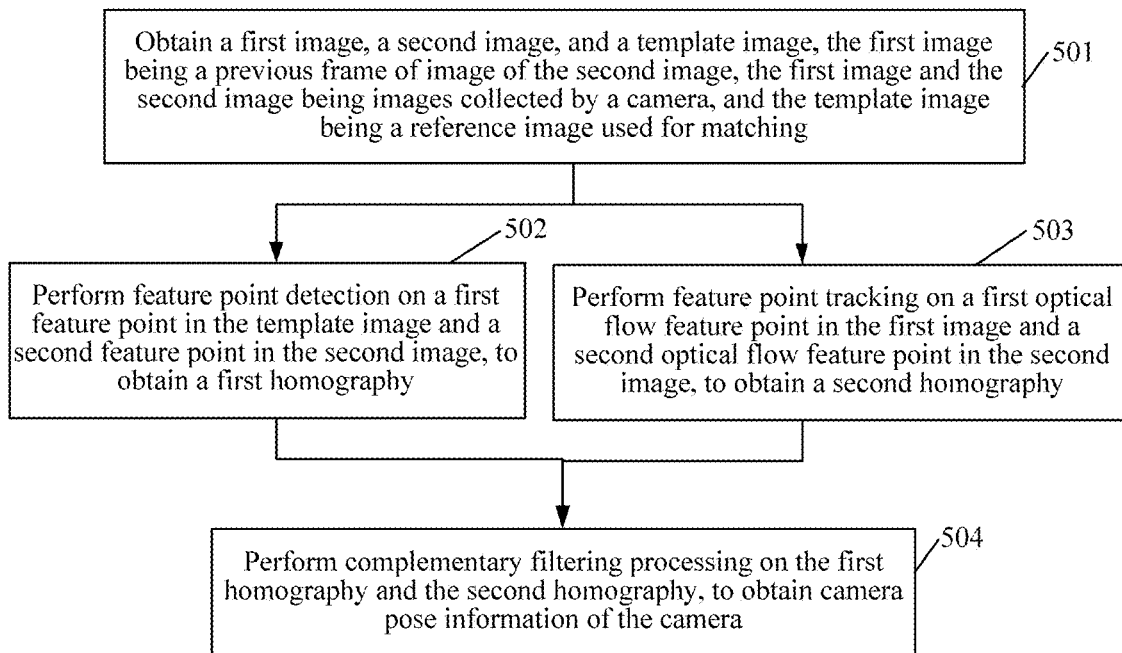 Obtain a first image, a second image, and a template image, the first image
being a previous frame of image of the second image, the first image and the
second image being images collected by a camera, and the template image
being a reference image used for matching
501
502
Perform feature point detection on a first
feature point in the template image and a
second feature point in the second image, to
obtain a first homography
503
Perform feature point tracking on a first optical
flow feature point in the first image and a
second optical flow feature point in the second
image, to obtain a second homography
504
Perform complementary filtering processing on the first
homography and the second homography, to obtain camera
pose information of the camera